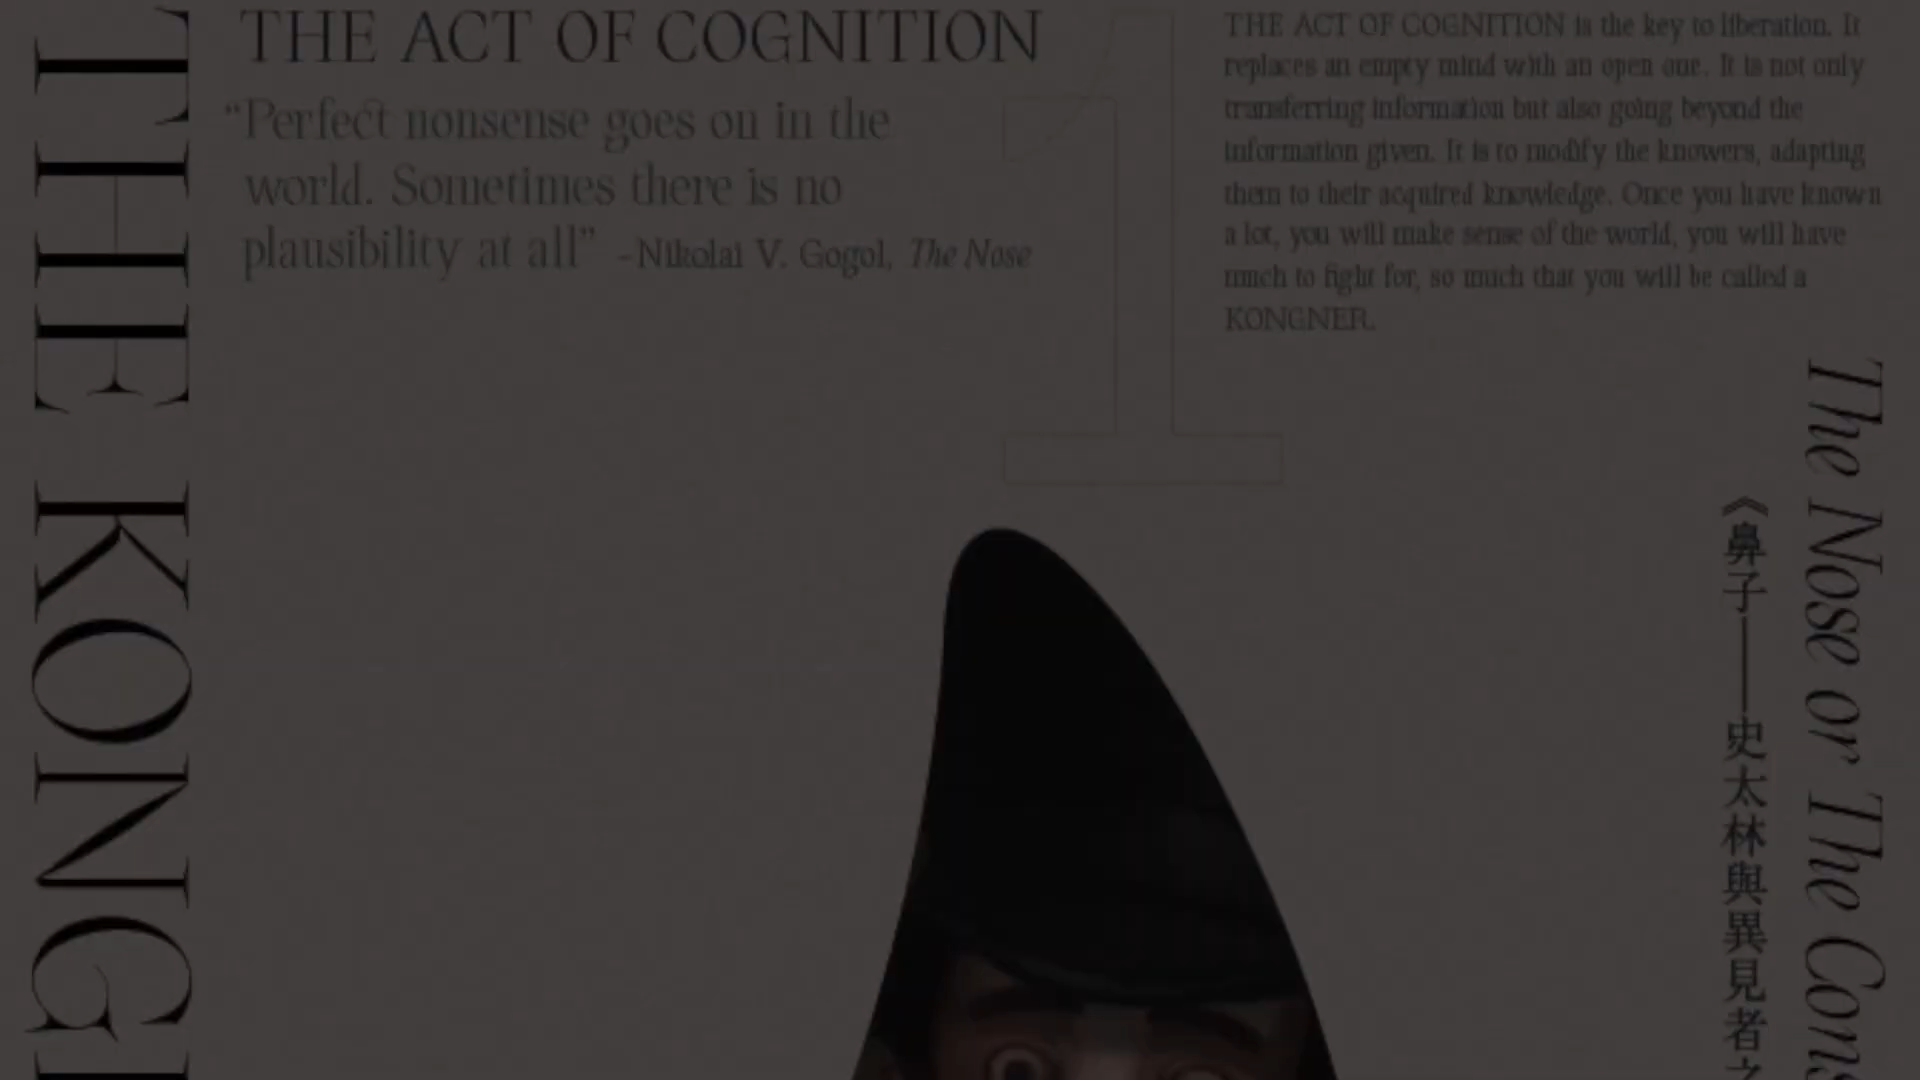 THE KONG
THE ACT OF COGNITION
“Perfect nonsense goes on in the
world. Sometimes there is no
plausibility at all” –Nikolai V. Gogol, The Nose
1
THE ACT OF COGNITION is the key to liberation. It
replaces an empty mind with an open one. It is not only
transferring information but also going beyond the
information given. It is to modify the knowers, adapting
them to their acquired knowledge. Once you have known
a lot, you will make sense of the world, you will have
much to fight for, so much that you will be called a
KONGNER.
The Nose or The Cons
《鼻子——史太林與異見者之